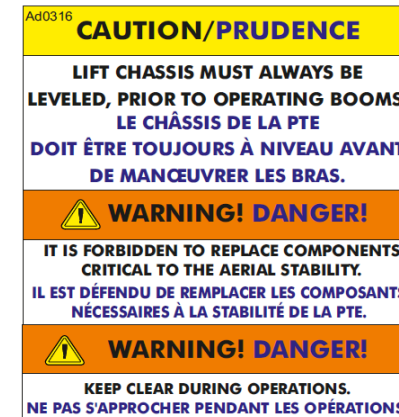 Ad0316
CAUTION/PRUDENCE
LIFT CHASSIS MUST ALWAYS BE
LEVELED, PRIOR TO OPERATING BOOMS
LE CHÂSSIS DE LA PTE
DOIT ÊTRE TOUJOURS À NIVEAU AVANT
DE MANŒUVRER LES BRAS.
WARNING! DANGER!
IT IS FORBIDDEN TO REPLACE COMPONENTS
CRITICAL TO THE AERIAL STABILITY.
IL EST DÉFENDU DE REMPLACER LES COMPOSANTS
NÉCESSAIRES À LA STABILITÉ DE LA PTE.
WARNING! DANGER!
KEEP CLEAR DURING OPERATIONS.
NE PAS S'APPROCHER PENDANT LES OPÉRATIONS